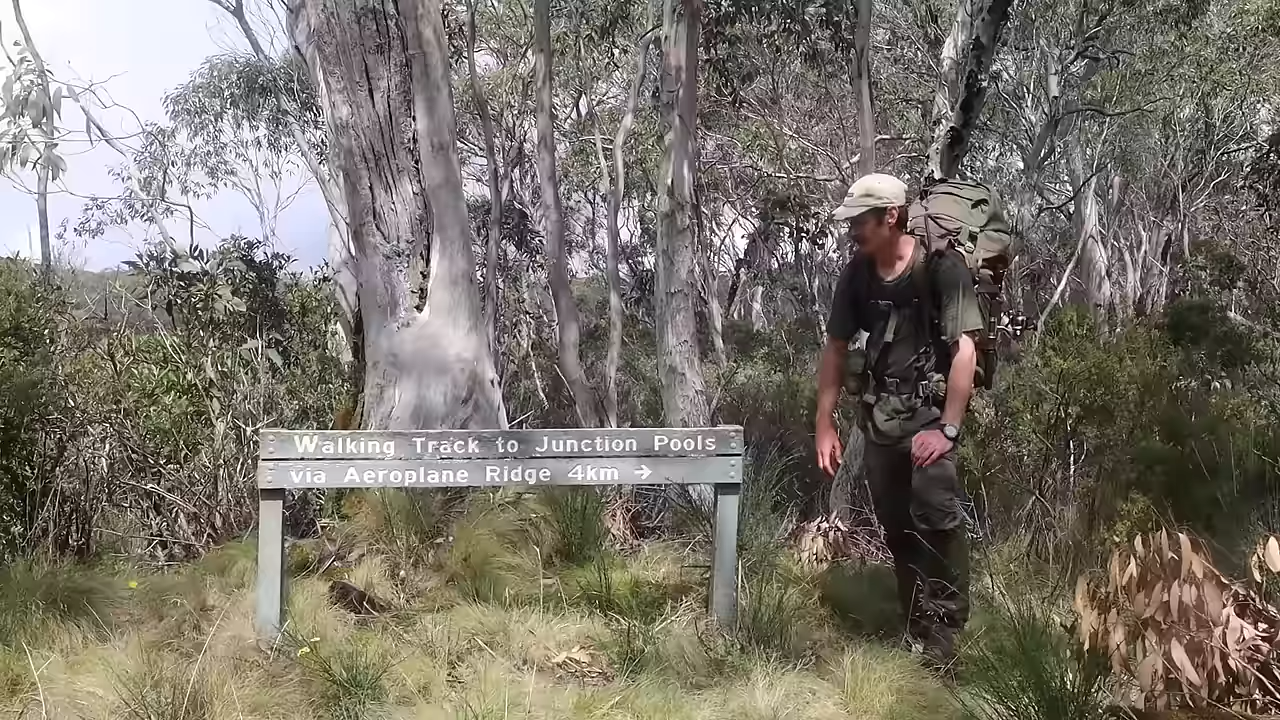 Walking Track to Junction Pools
via Aeroplane Ridge 4km →